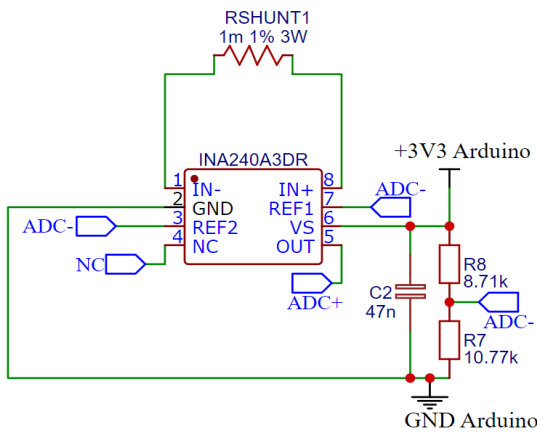 RSHUNT1
1m 1% 3W
INA240A3DR
+3V3 Arduino
1 IN- IN+ 8
2 GND REF1 7 ADC-
ADC- 3 REF2 VS 6
NC 4 NC OUT 5
ADC+
R8
8.71k
C2
47n
ADC-
R7
10.77k
GND Arduino